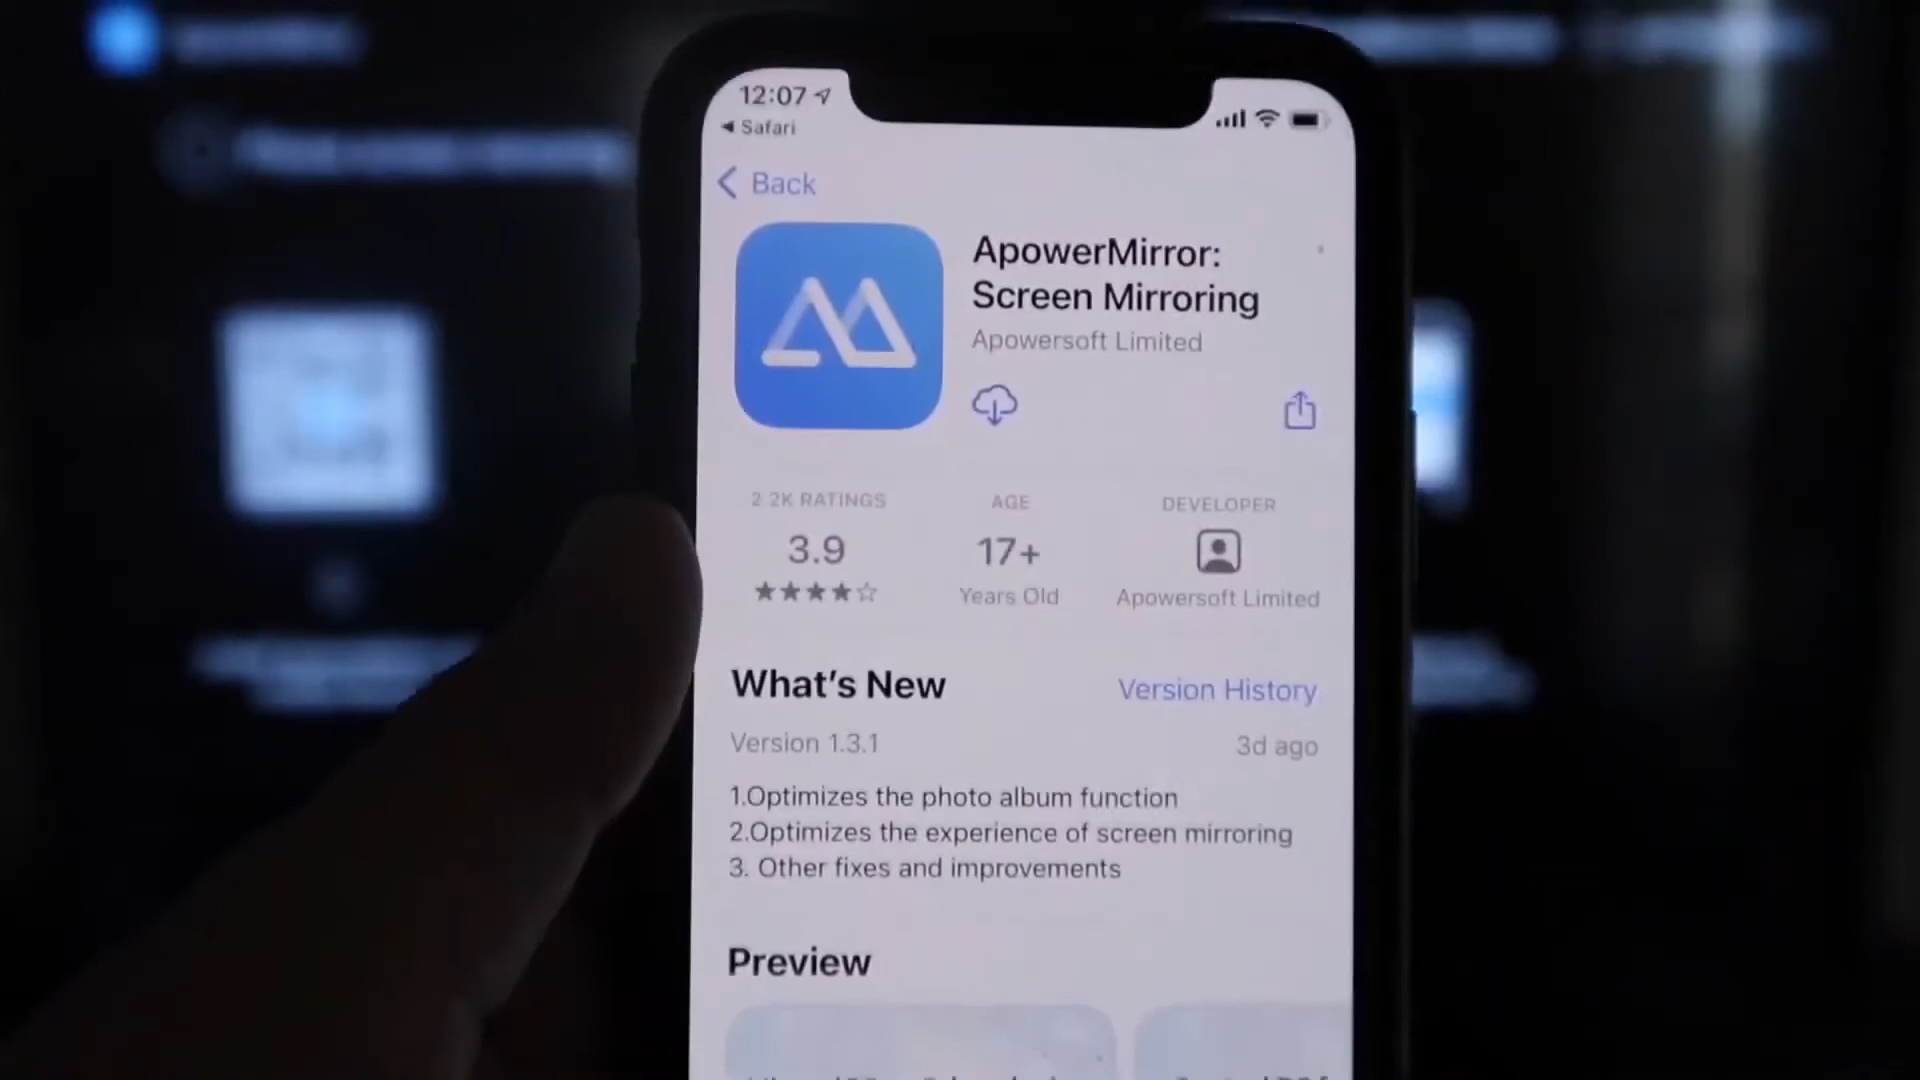 12:07
Safari
Back
ApowerMirror:
Screen Mirroring
Apowersoft Limited
2.2K RATINGS
AGE
DEVELOPER
3.9
17+
Years Old
Apowersoft Limited
What's New
Version History
Version 1.3.1
3d ago
1.Optimizes the photo album function
2.Optimizes the experience of screen mirroring
3. Other fixes and improvements
Preview